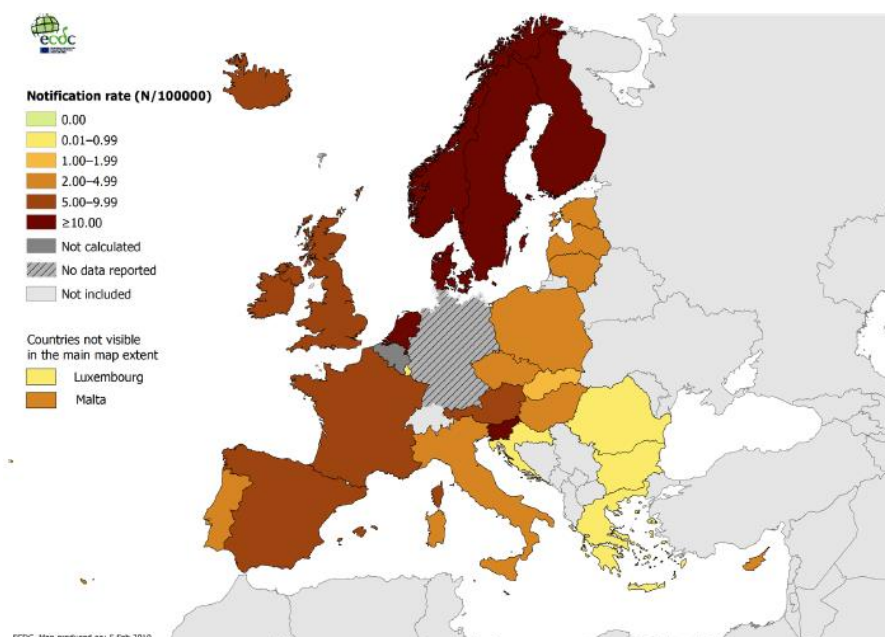 ecdc
Notification rate (N/100000)
0.00
0.01–0.99
1.00–1.99
2.00–4.99
5.00–9.99
≥10.00
Not calculated
No data reported
Not included
Countries not visible
in the main map extent
Luxembourg
Malta